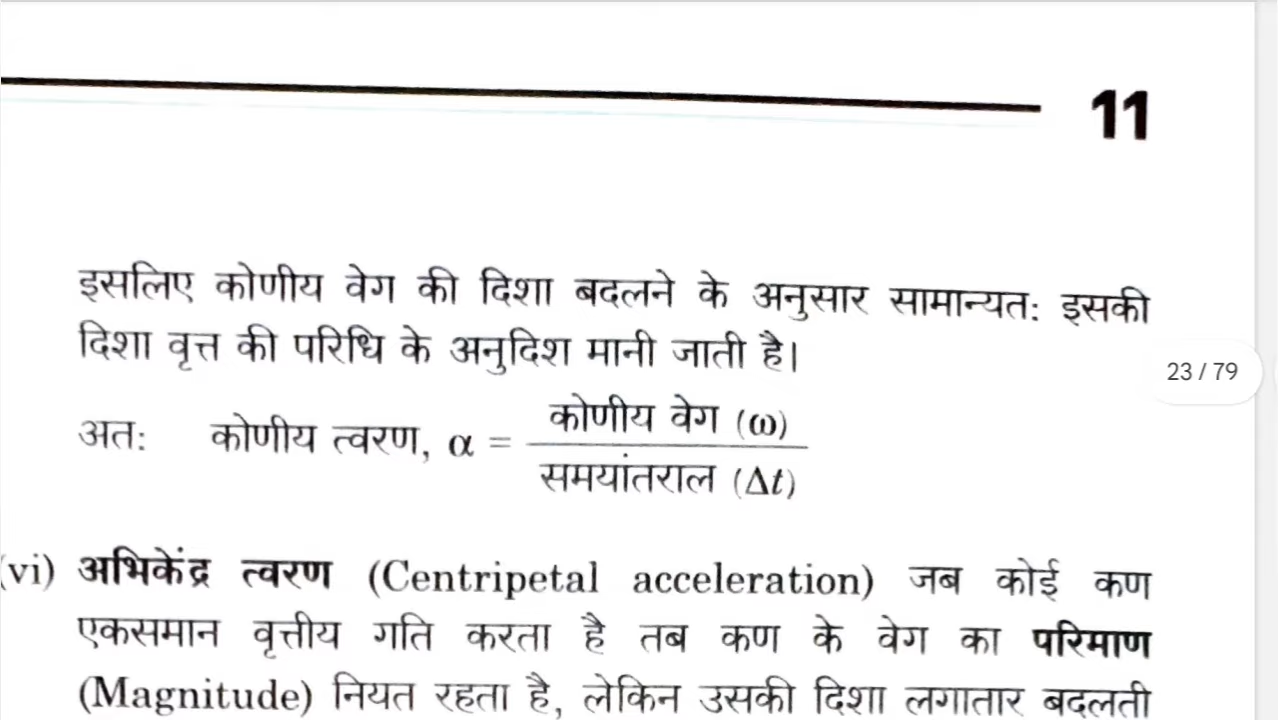 11
इसलिए कोणीय वेग की दिशा बदलने के अनुसार सामान्यत: इसकी
दिशा वृत्त की परिधि के अनुदिश मानी जाती है।
23 / 79
अत: कोणीय त्वरण, α = कोणीय वेग (ω)
समयांतराल (Δt)
(vi) अभिकेंद्र त्वरण (Centripetal acceleration) जब कोई कण
एकसमान वृत्तीय गति करता है तब कण के वेग का परिमाण
(Magnitude) नियत रहता है, लेकिन उसकी दिशा लगातार बदलती